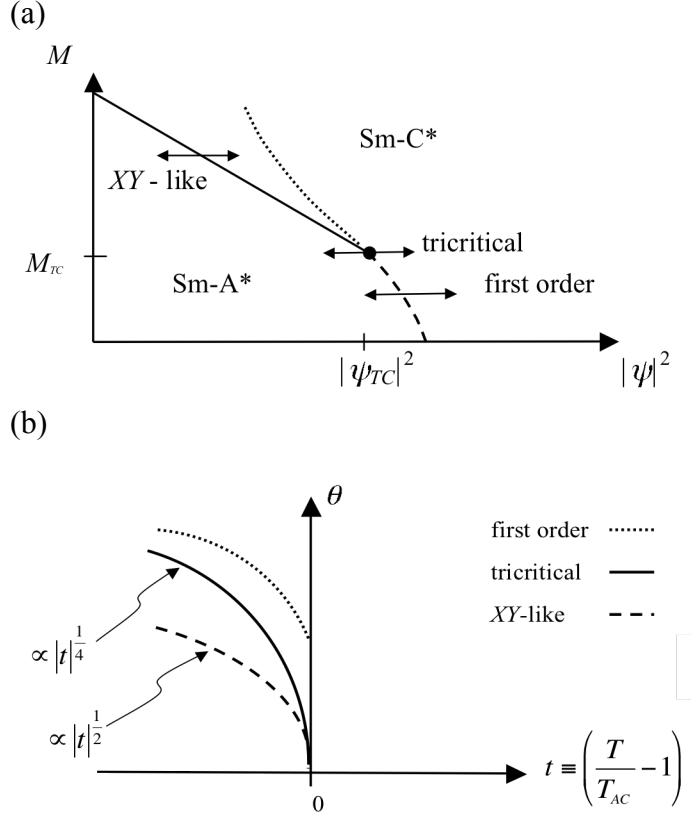 (a)
M
Sm-C*
XY - like
tricritical
M_TC
Sm-A*
first order
|ψ_TC|²
|ψ|²
(b)
θ
first order
tricritical
XY-like
∝|t|^{1/4}
∝|t|^{1/2}
t ≡ (T/T_AC − 1)
0